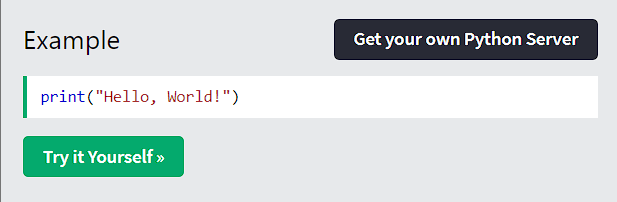 Example
Get your own Python Server
print("Hello, World!")
Try it Yourself »